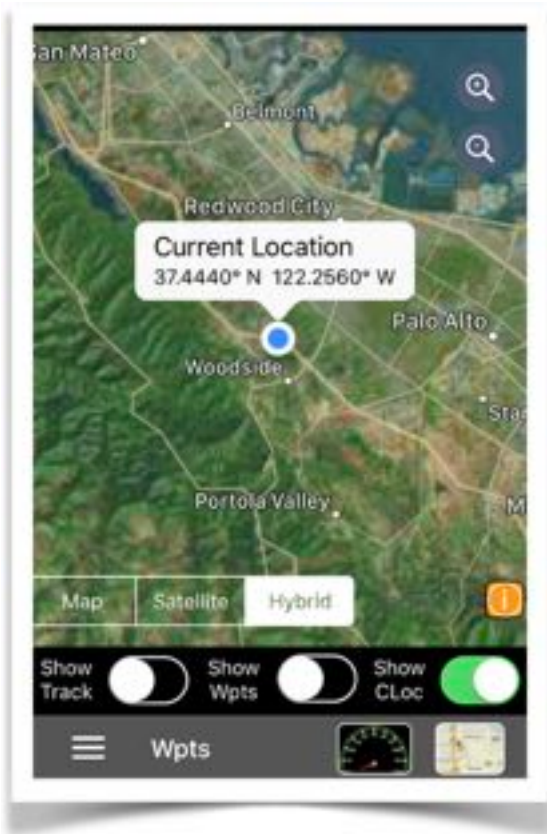 San Mateo
Belmont
Redwood City
Current Location
37.4440° N 122.2560° W
Palo Alto
Woodside
Sta
Portola Valley
M
Map Satellite Hybrid
Show Track
Show Wpts
Show CLoc
Wpts